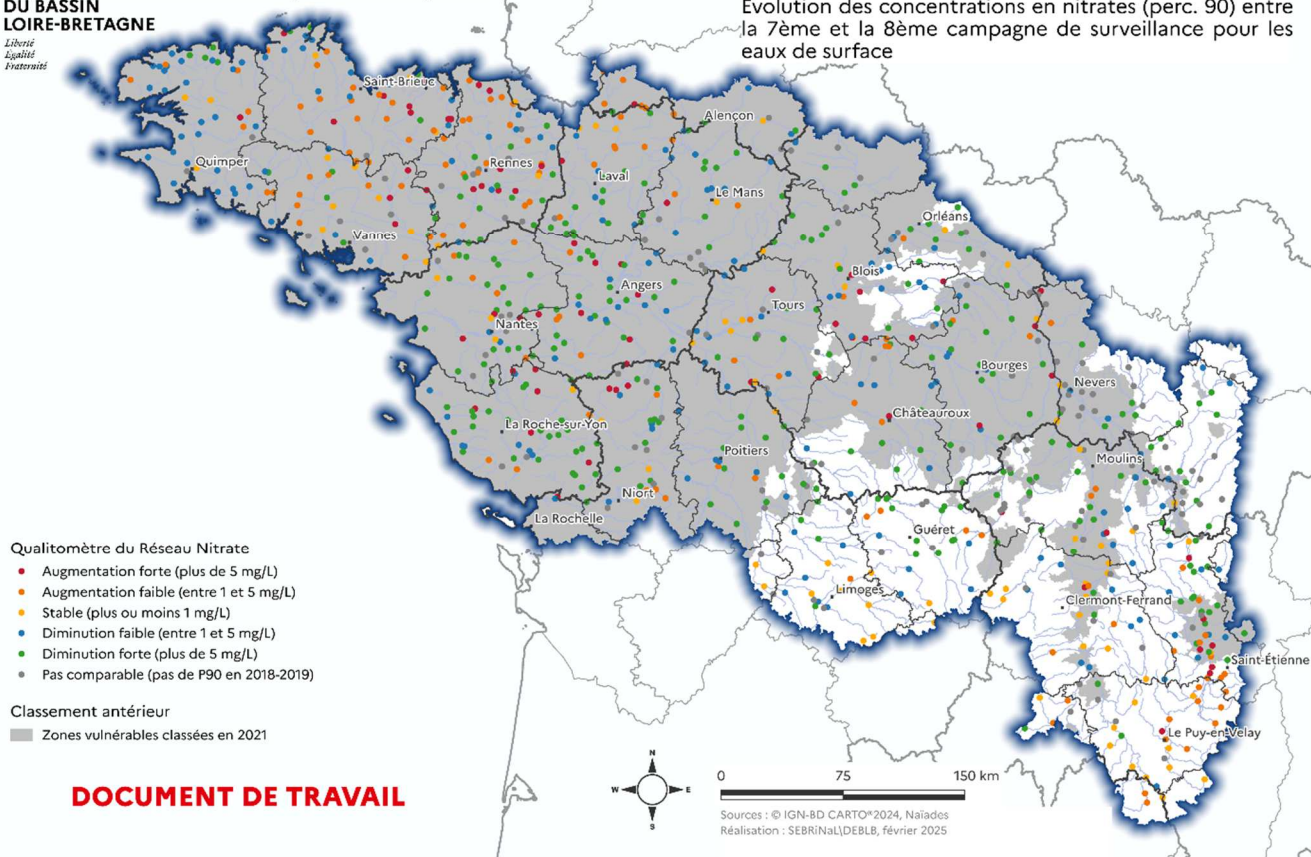 DU BASSIN
LOIRE-BRETAGNE
Liberté
Égalité
Fraternité
Evolution des concentrations en nitrates (perc. 90) entre
la 7ème et la 8ème campagne de surveillance pour les
eaux de surface
Saint-Brieuc
Alençon
Quimper
Rennes
Laval
Le Mans
Orléans
Vannes
Blois
Angers
Tours
Nantes
Bourges
Nevers
Châteauroux
La Roche-sur-Yon
Poitiers
Moulins
Niort
La Rochelle
Guéret
Limoges
Clermont-Ferrand
Saint-Étienne
Le Puy-en-Velay
Qualitomètre du Réseau Nitrate
Augmentation forte (plus de 5 mg/L)
Augmentation faible (entre 1 et 5 mg/L)
Stable (plus ou moins 1 mg/L)
Diminution faible (entre 1 et 5 mg/L)
Diminution forte (plus de 5 mg/L)
Pas comparable (pas de P90 en 2018-2019)
Classement antérieur
Zones vulnérables classées en 2021
DOCUMENT DE TRAVAIL
N
W E
S
0 75 150 km
Sources : © IGN-BD CARTO®2024, Naïades
Réalisation : SEBRiNaL\DEBLB, février 2025